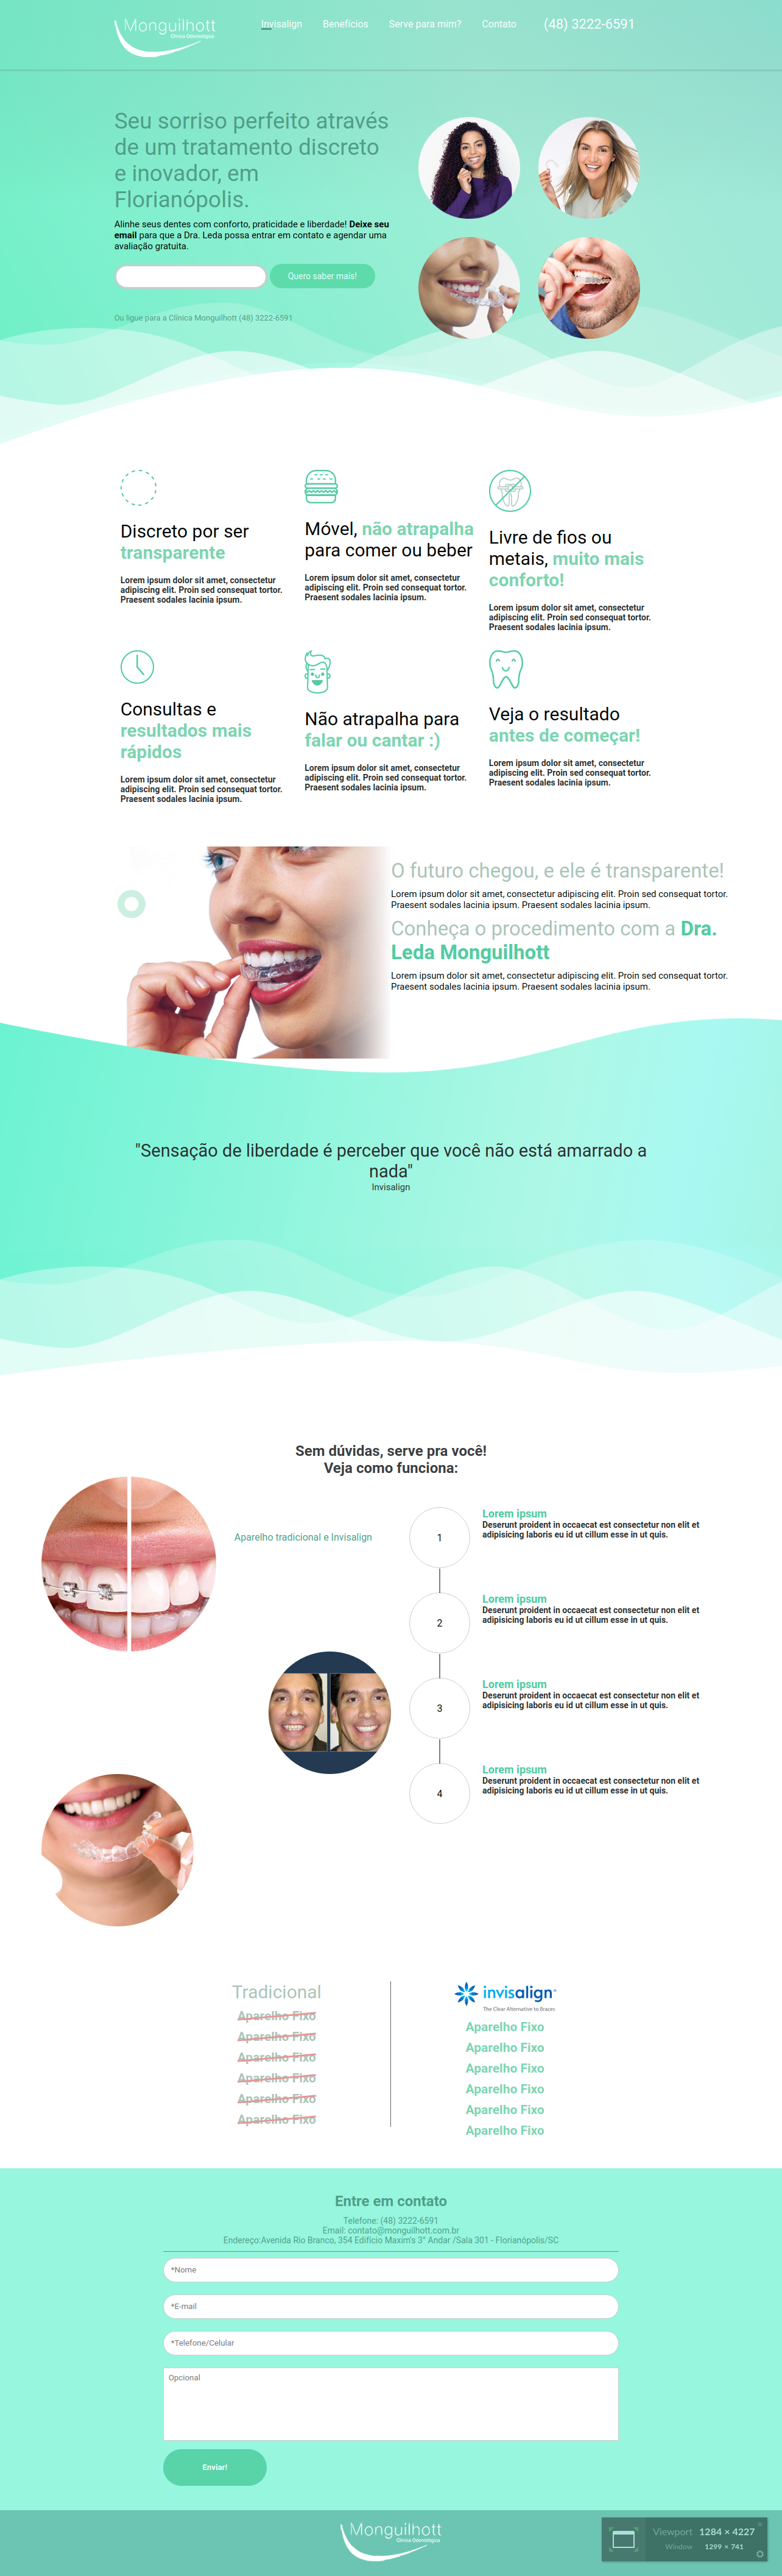 Monguilhott
Clínica Odontológica
Invisalign
Benefícios
Serve para mim?
Contato
(48) 3222-6591
Seu sorriso perfeito através
de um tratamento discreto
e inovador, em
Florianópolis.
Alinhe seus dentes com conforto, praticidade e liberdade! Deixe seu
email para que a Dra. Leda possa entrar em contato e agendar uma
avaliação gratuita.
Quero saber mais!
Ou ligue para a Clínica Monguilhott (48) 3222-6591
Discreto por ser
transparente
Lorem ipsum dolor sit amet, consectetur
adipiscing elit. Proin sed consequat tortor.
Praesent sodales lacinia ipsum.
Móvel, não atrapalha
para comer ou beber
Lorem ipsum dolor sit amet, consectetur
adipiscing elit. Proin sed consequat tortor.
Praesent sodales lacinia ipsum.
Livre de fios ou
metais, muito mais
conforto!
Lorem ipsum dolor sit amet, consectetur
adipiscing elit. Proin sed consequat tortor.
Praesent sodales lacinia ipsum.
Consultas e
resultados mais
rápidos
Lorem ipsum dolor sit amet, consectetur
adipiscing elit. Proin sed consequat tortor.
Praesent sodales lacinia ipsum.
Não atrapalha para
falar ou cantar :)
Lorem ipsum dolor sit amet, consectetur
adipiscing elit. Proin sed consequat tortor.
Praesent sodales lacinia ipsum.
Veja o resultado
antes de começar!
Lorem ipsum dolor sit amet, consectetur
adipiscing elit. Proin sed consequat tortor.
Praesent sodales lacinia ipsum.
O futuro chegou, e ele é transparente!
Lorem ipsum dolor sit amet, consectetur adipiscing elit. Proin sed consequat tortor.
Praesent sodales lacinia ipsum. Praesent sodales lacinia ipsum.
Conheça o procedimento com a Dra.
Leda Monguilhott
Lorem ipsum dolor sit amet, consectetur adipiscing elit. Proin sed consequat tortor.
Praesent sodales lacinia ipsum. Praesent sodales lacinia ipsum.
"Sensação de liberdade é perceber que você não está amarrado a
nada"
Invisalign
Sem dúvidas, serve pra você!
Veja como funciona:
Aparelho tradicional e Invisalign
1
Lorem ipsum
Deserunt proident in occaecat est consectetur non elit et
adipisicing laboris eu id ut cillum esse in ut quis.
2
Lorem ipsum
Deserunt proident in occaecat est consectetur non elit et
adipisicing laboris eu id ut cillum esse in ut quis.
3
Lorem ipsum
Deserunt proident in occaecat est consectetur non elit et
adipisicing laboris eu id ut cillum esse in ut quis.
4
Lorem ipsum
Deserunt proident in occaecat est consectetur non elit et
adipisicing laboris eu id ut cillum esse in ut quis.
Tradicional
Aparelho Fixo
Aparelho Fixo
Aparelho Fixo
Aparelho Fixo
Aparelho Fixo
Aparelho Fixo
invisalign®
The Clear Alternative to Braces
Aparelho Fixo
Aparelho Fixo
Aparelho Fixo
Aparelho Fixo
Aparelho Fixo
Aparelho Fixo
Entre em contato
Telefone: (48) 3222-6591
Email: contato@monguilhott.com.br
Endereço:Avenida Rio Branco, 354 Edifício Maxim's 3° Andar /Sala 301 - Florianópolis/SC
*Nome
*E-mail
*Telefone/Celular
Opcional
Enviar!
Monguilhott
Clínica Odontológica
Viewport 1284 × 4227
Window 1299 × 741